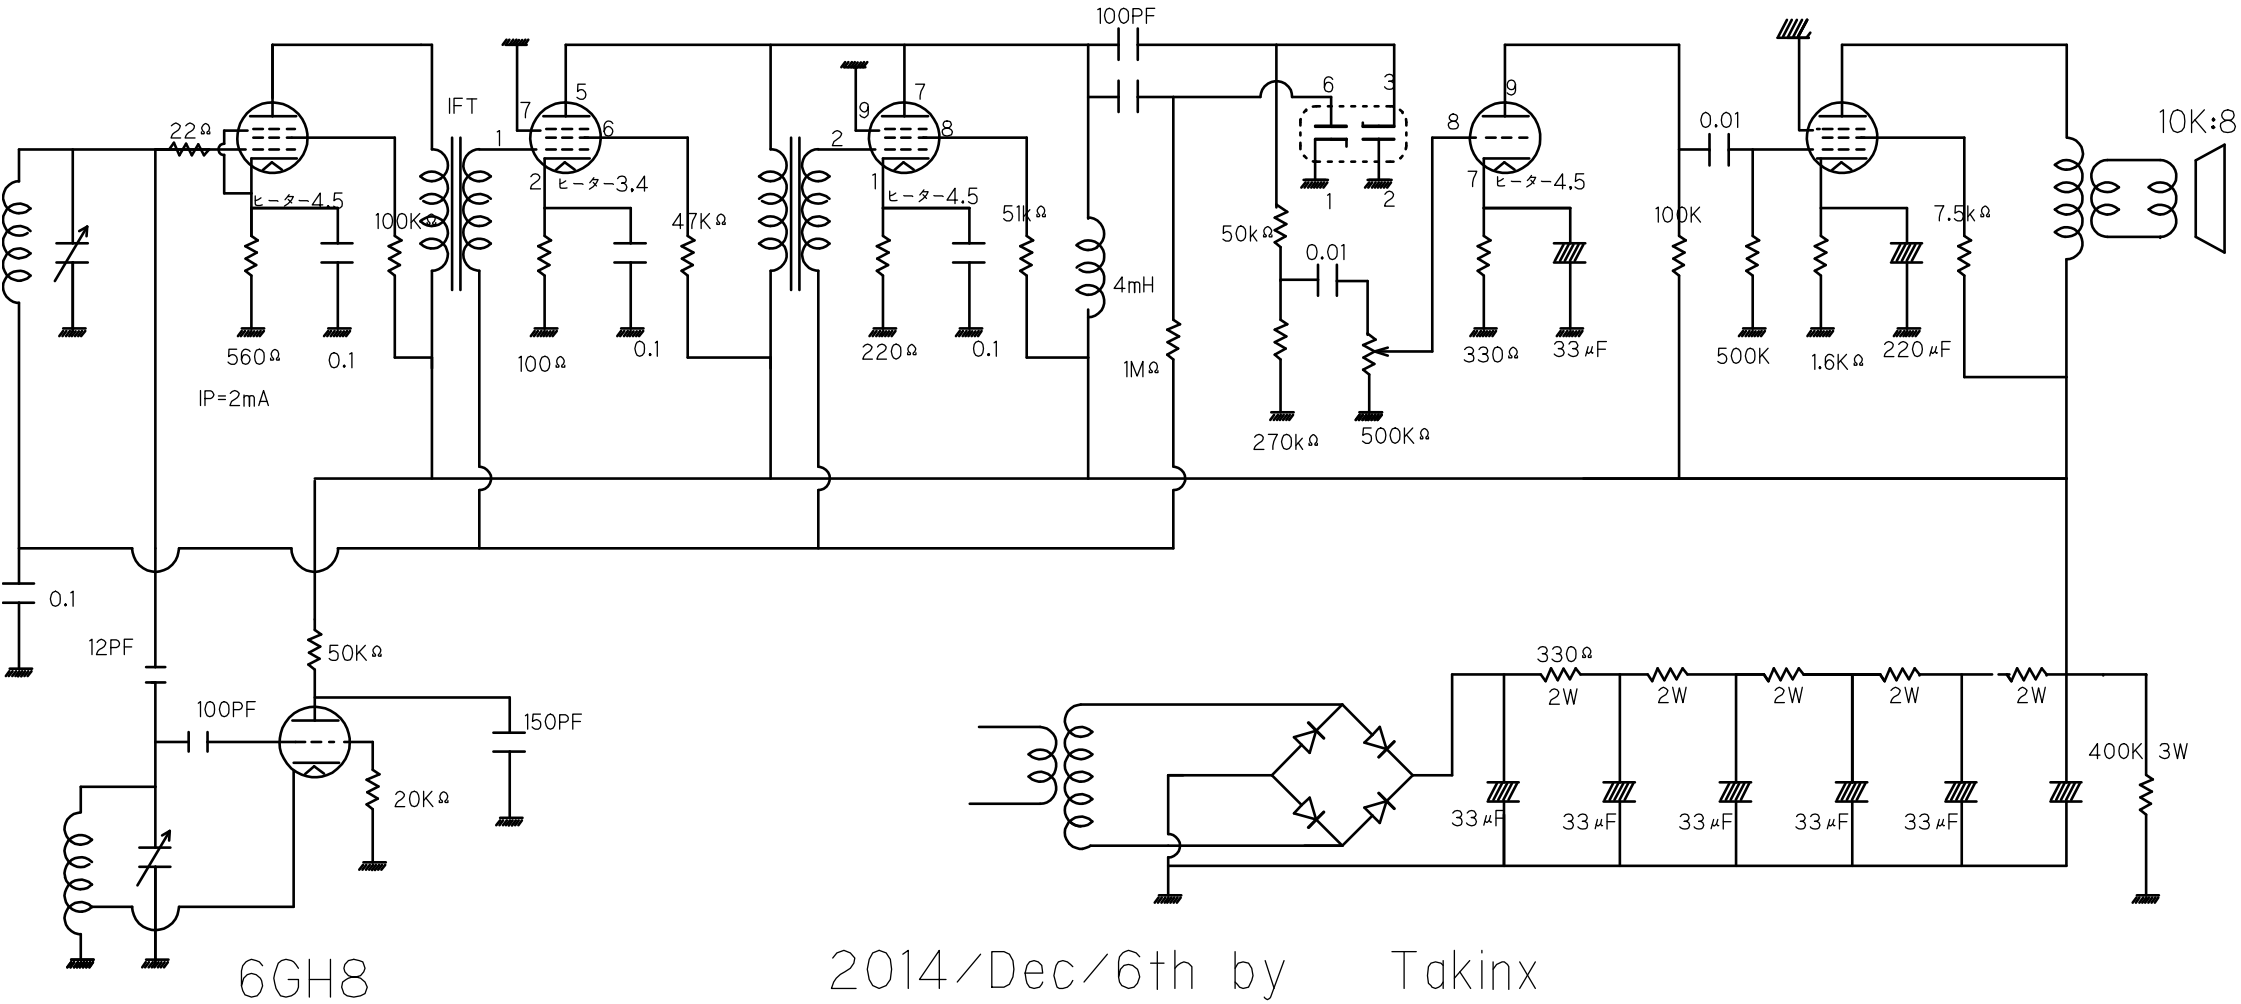 100PF
10K:8
22Ω
IFT
7
5
6
1
2
9
7
8
2
1
6
3
1
2
8
9
7
0.01
ヒーター4.5
ヒーター3.4
ヒーター4.5
ヒーター4.5
100KΩ
47KΩ
51kΩ
50kΩ
0.01
100K
7.5kΩ
4mH
560Ω
0.1
100Ω
0.1
220Ω
0.1
1MΩ
330Ω
33μF
500K
1.6KΩ
220μF
IP=2mA
270kΩ
500KΩ
0.1
12PF
50KΩ
100PF
150PF
20KΩ
330Ω
2W
2W
2W
2W
2W
400K 3W
33μF
33μF
33μF
33μF
33μF
6GH8
2014/Dec/6th by Takinx